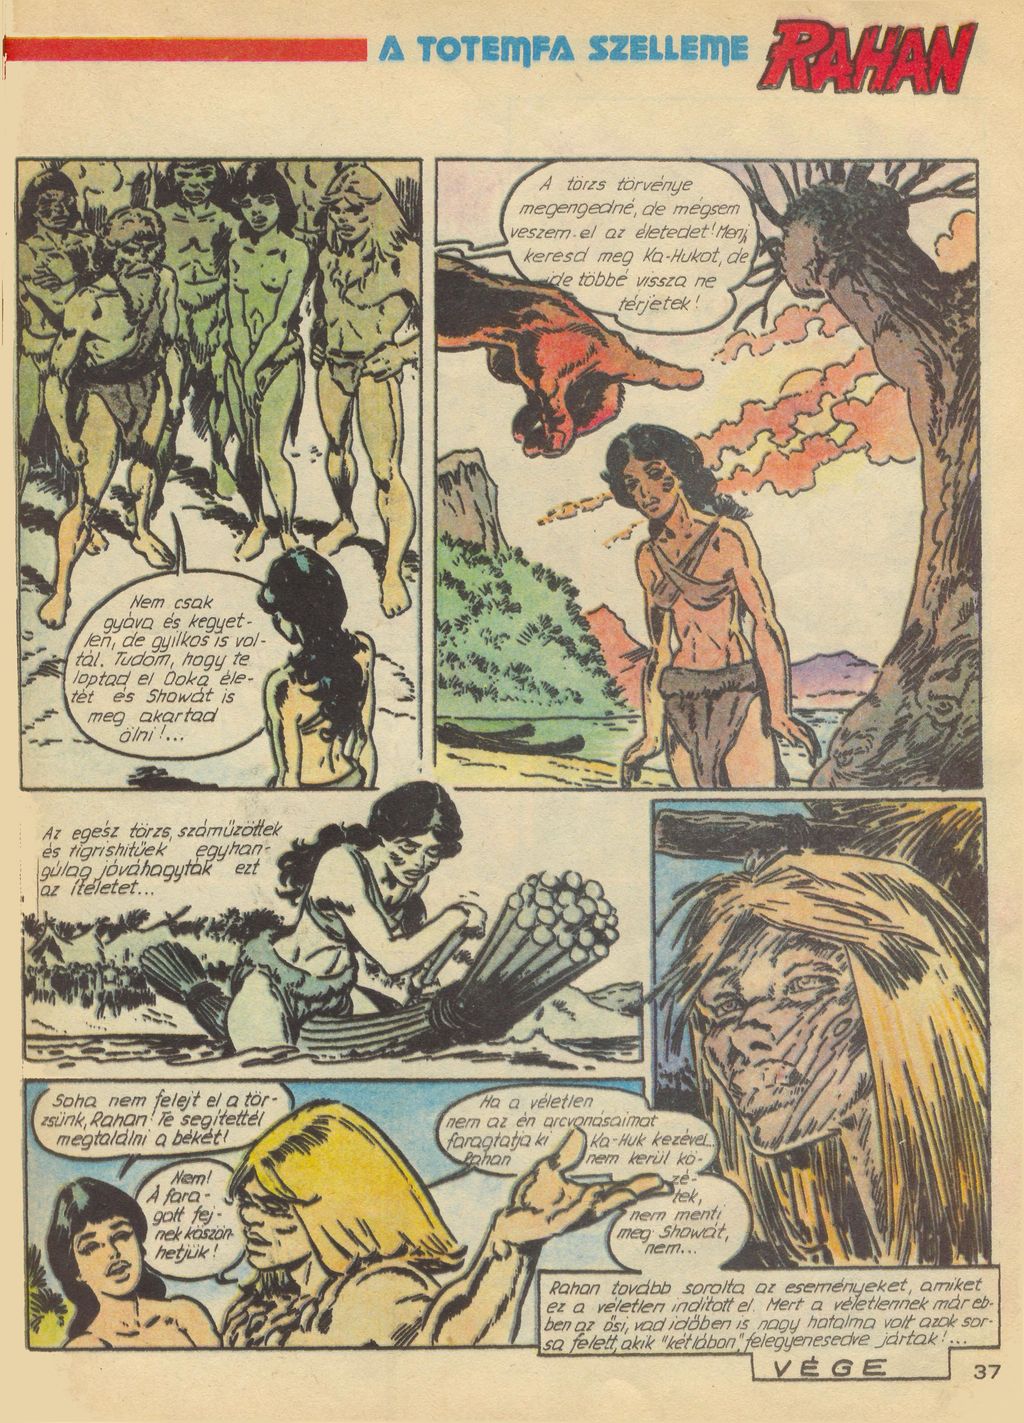 A TOTEMFA SZELLEME
RAHAN
Nem csak
gyáva és kegyet-
len, de gyilkos is vol-
tál. Tudom, hogy te
loptad el Ooka éle-
tét és Shawát is
meg akartad
ölni!...
A törzs törvénye
megengedné, de mégsem
veszem el az életedet! Menj,
keresd meg Ka-Hukot, de
ide többé vissza ne
térjetek!
Az egész törzs, száműzöttek
és tigrishitűek egyhan-
gúlag jóváhagyták ezt
az ítéletet...
Soha nem felejt el a tör-
zsünk, Rahan! Te segítettél
megtalálni a békét!
Nem!
A fara-
gott fej-
nek köszön-
hetjük!
Ha a véletlen
nem az én arcvonásaimat
faragtatja ki Ka-Huk kezével...
Rahan nem kerül kö-
zé-
tek,
nem menti
meg Shawát,
nem...
Rahan tovább sorolta az eseményeket, amiket
ez a véletlen indított el. Mert a véletlennek már eb-
ben az ősi, vad időben is nagy hatalma volt azok sor-
sa felett, akik "két lábon" felegyenesedve jártak!...
VÉGE
37